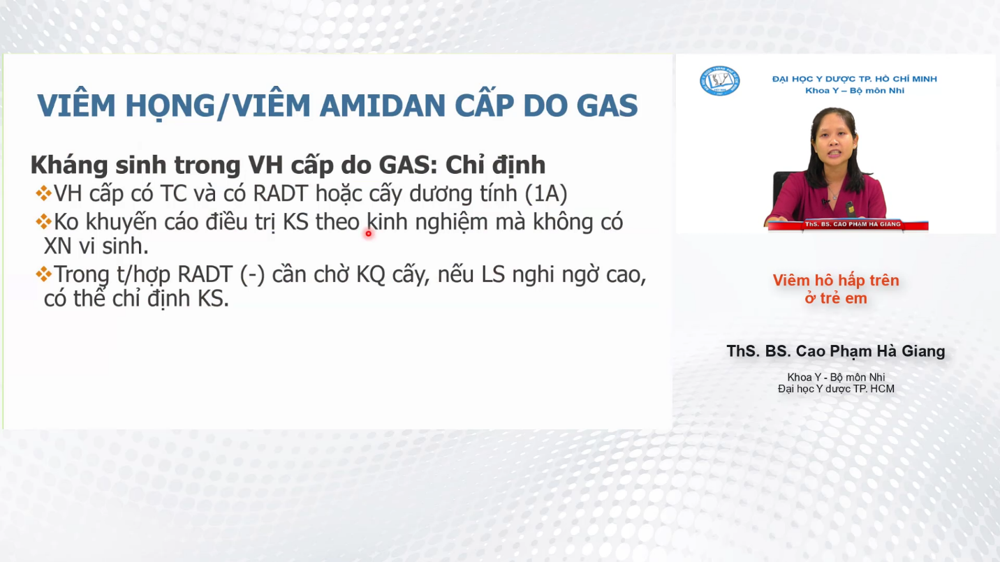 VIÊM HỌNG/VIÊM AMIDAN CẤP DO GAS
Kháng sinh trong VH cấp do GAS: Chỉ định
❖VH cấp có TC và có RADT hoặc cấy dương tính (1A)
❖Ko khuyến cáo điều trị KS theo kinh nghiệm mà không có
XN vi sinh.
❖Trong t/hợp RADT (-) cần chờ KQ cấy, nếu LS nghi ngờ cao,
có thể chỉ định KS.
ĐẠI HỌC Y DƯỢC TP. HỒ CHÍ MINH
Khoa Y – Bộ môn Nhi
ThS. BS. CAO PHẠM HÀ GIANG
Viêm hô hấp trên
ở trẻ em
ThS. BS. Cao Phạm Hà Giang
Khoa Y - Bộ môn Nhi
Đại học Y dược TP. HCM